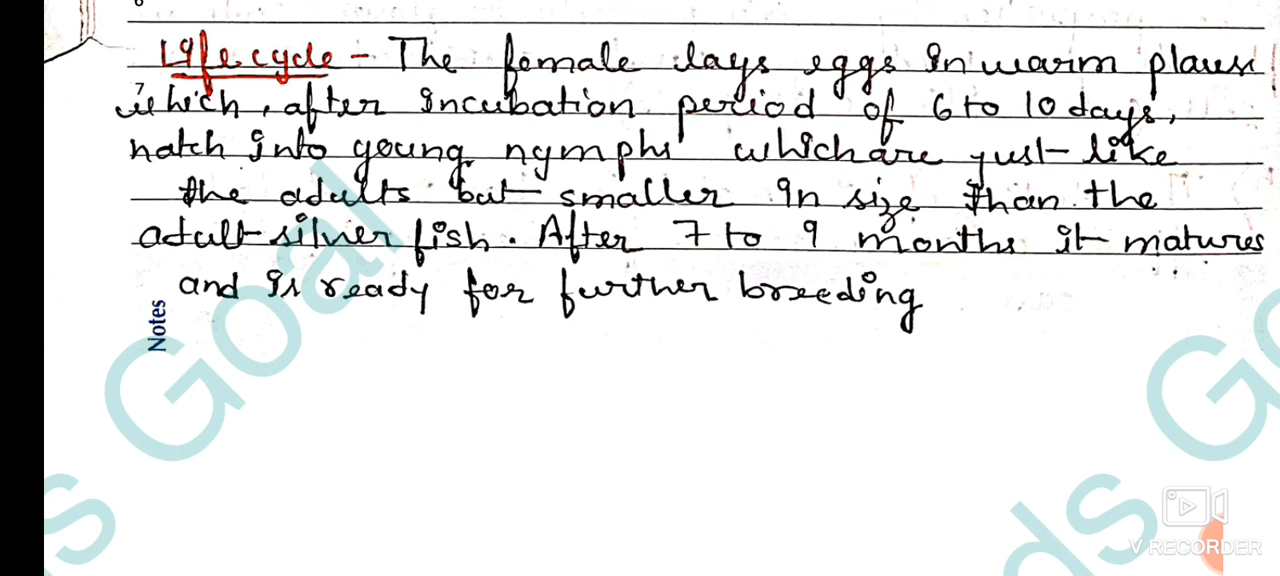 Life cycle - The female lays eggs in warm places
which, after incubation period of 6 to 10 days,
hatch into young nymphs which are just like
the adults but smaller in size than the
adult silver fish. After 7 to 9 months it matures
and is ready for further breeding
Notes
Goal
Go
s
ds
V RECORDER